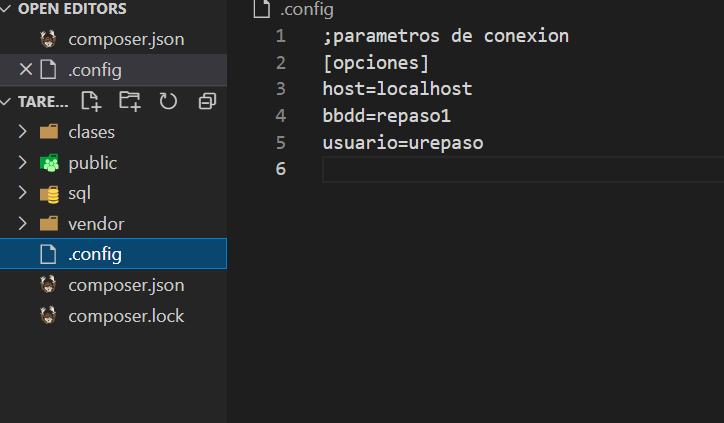 OPEN EDITORS
composer.json
.config
TARE...
clases
public
sql
vendor
.config
composer.json
composer.lock
.config
1 ;parametros de conexion
2 [opciones]
3 host=localhost
4 bbdd=repaso1
5 usuario=urepaso
6